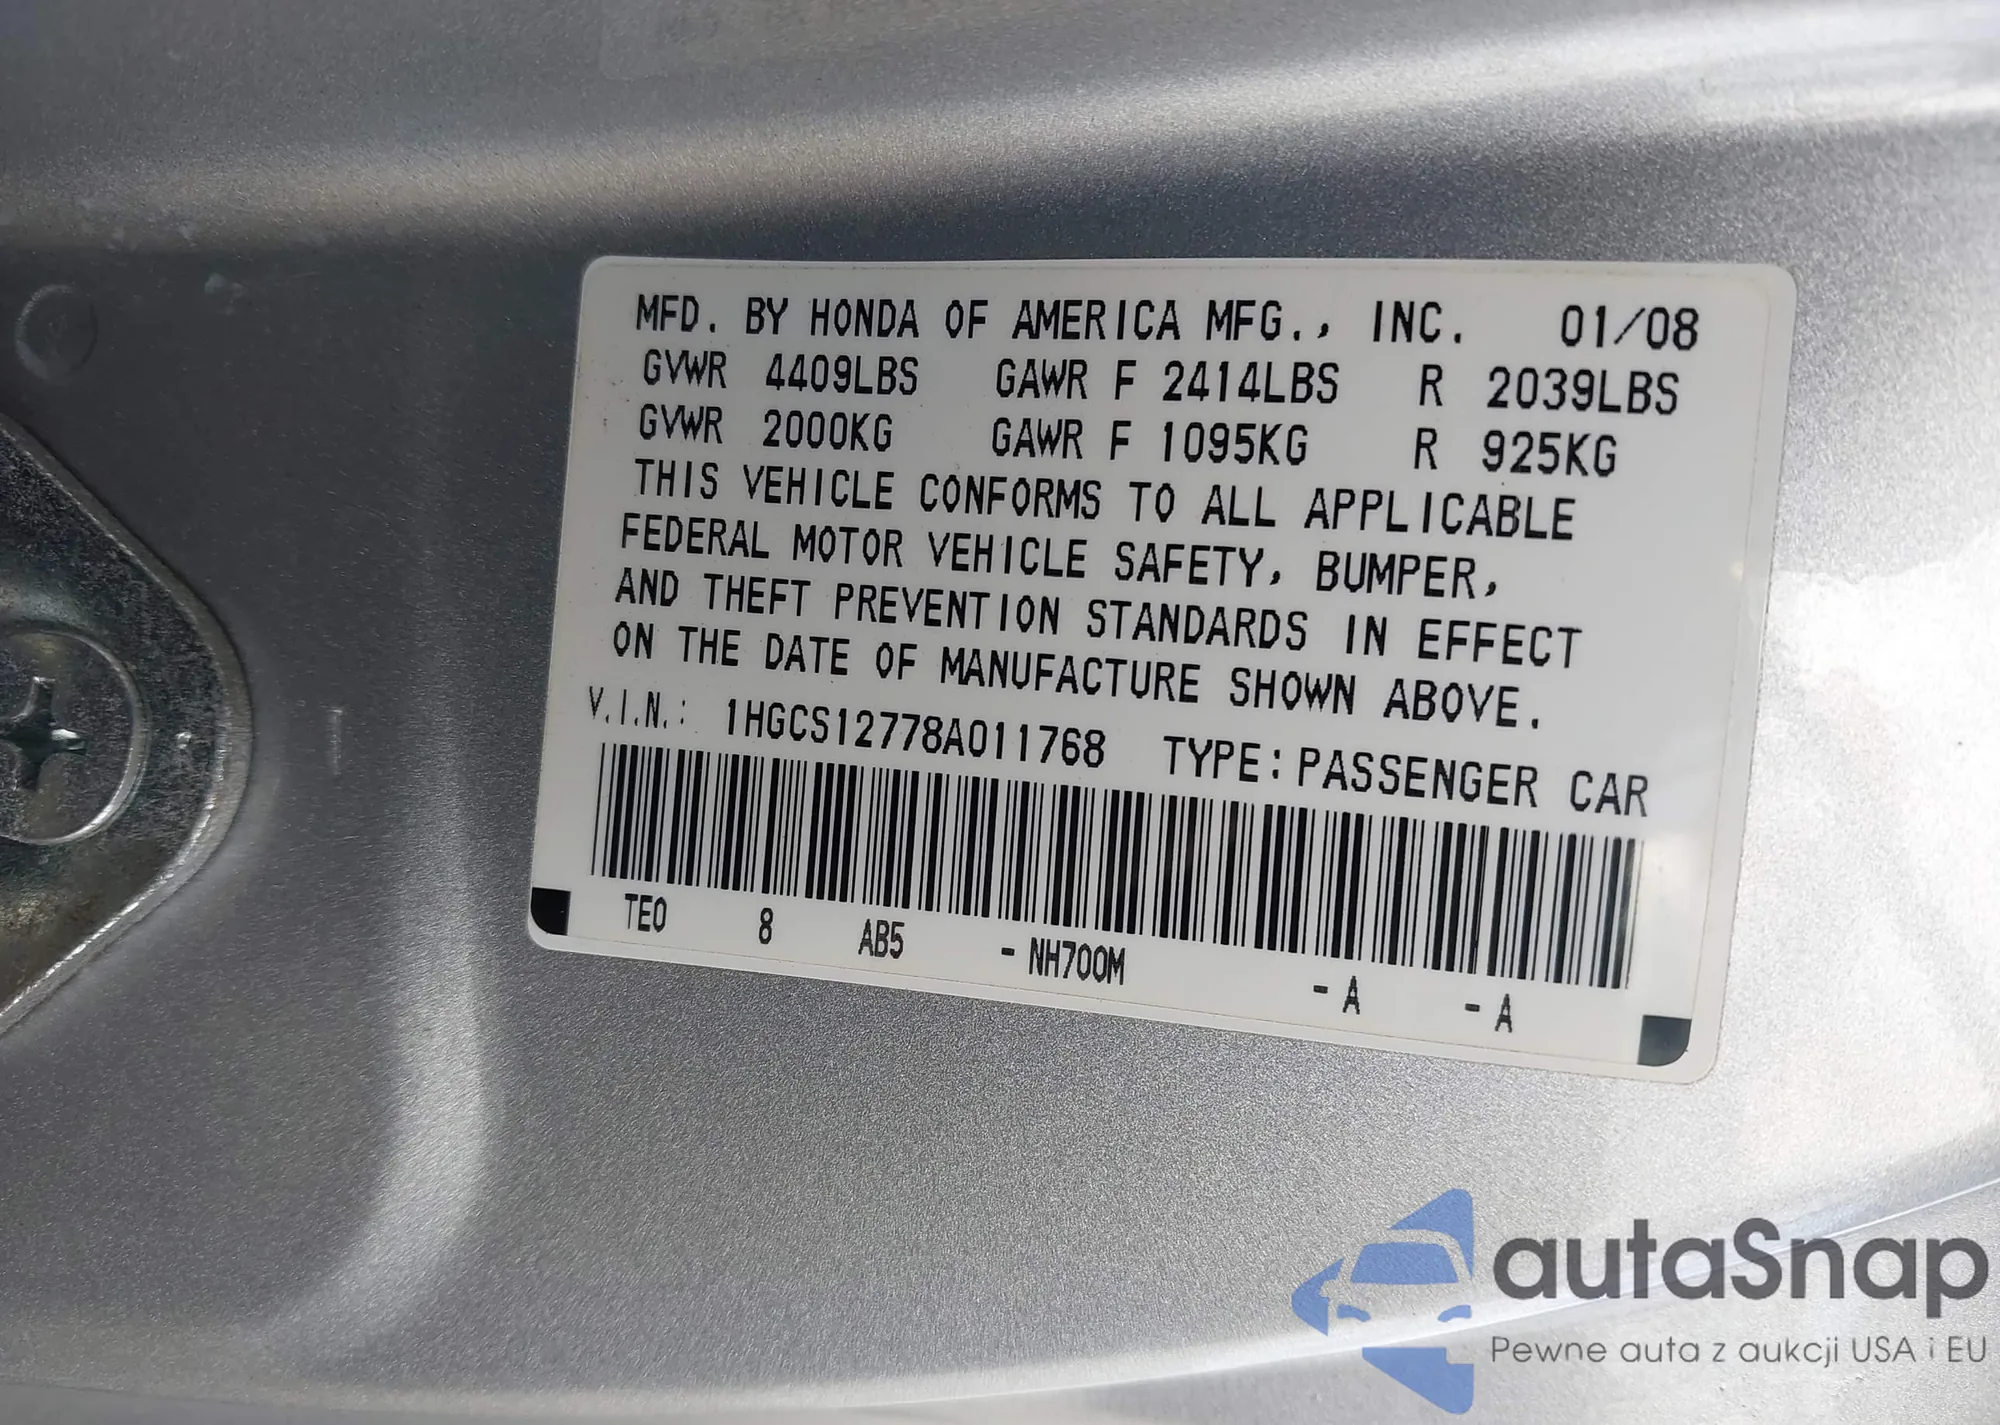 MFD. BY HONDA OF AMERICA MFG., INC. 01/08
GVWR 4409LBS GAWR F 2414LBS R 2039LBS
GVWR 2000KG GAWR F 1095KG R 925KG
THIS VEHICLE CONFORMS TO ALL APPLICABLE
FEDERAL MOTOR VEHICLE SAFETY, BUMPER,
AND THEFT PREVENTION STANDARDS IN EFFECT
ON THE DATE OF MANUFACTURE SHOWN ABOVE.
V.I.N.: 1HGCS12778A011768 TYPE: PASSENGER CAR
TE0 8 AB5 - NH700M - A - A
autaSnap
Pewne auta z aukcji USA i EU